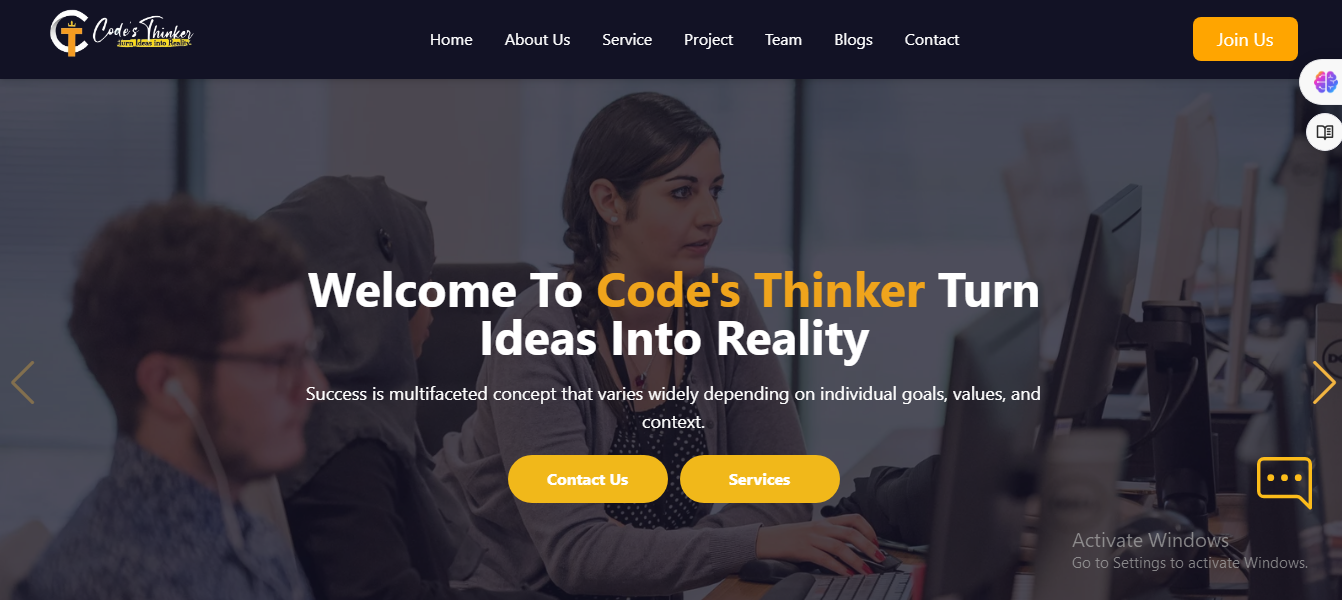 Code's Thinker
Turn Ideas into Reality
Home About Us Service Project Team Blogs Contact Join Us
Welcome To Code's Thinker Turn
Ideas Into Reality
Success is multifaceted concept that varies widely depending on individual goals, values, and
context.
Contact Us Services
Activate Windows
Go to Settings to activate Windows.